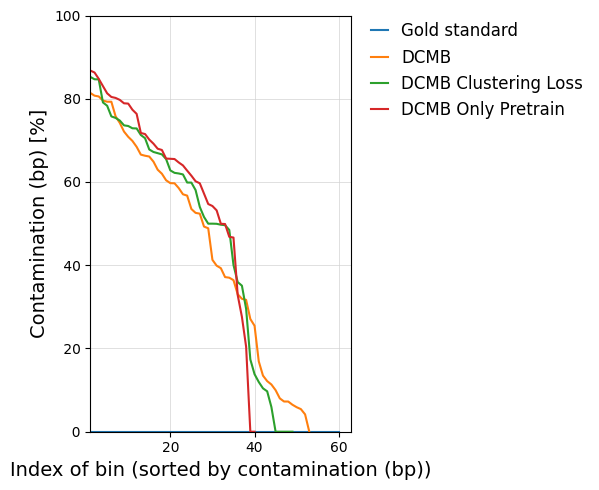 100
80
60
40
20
0
20
40
60
Contamination (bp) [%]
Index of bin (sorted by contamination (bp))
Gold standard
DCMB
DCMB Clustering Loss
DCMB Only Pretrain